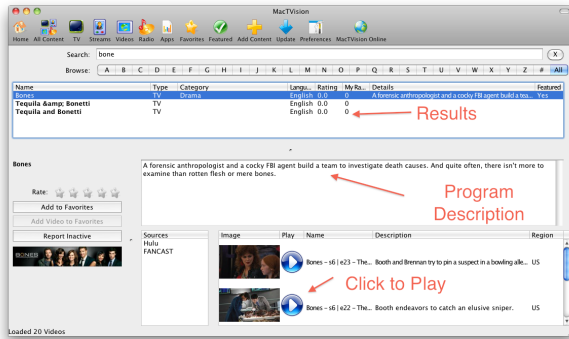 MacTVision
Home All Content TV Streams Videos Radio Apps Favorites Featured Add Content Update Preferences MacTVision Online
Search: bone X
Browse: A B C D E F G H I J K L M N O P Q R S T U V W X Y Z # All
Name Type Category Langu... Rating My Ra... Details Featured
Bones TV Drama English 0.0 0 A forensic anthropologist and a cocky FBI agent build a tea... Yes
Tequila &amp; Bonetti TV English 0.0 0
Tequila and Bonetti TV English 0.0 0
Results
Bones
A forensic anthropologist and a cocky FBI agent build a team to investigate death causes. And quite often, there isn't more to
examine than rotten flesh or mere bones.
Program
Description
Rate:
Add to Favorites
Add Video to Favorites
Report Inactive
BONES
Sources
Hulu
FANCAST
Image Play Name Description Region
Bones – s6 | e23 – The... Booth and Brennan try to pin a suspect in a bowling alle... US
Click to Play
Bones – s6 | e22 – The... Booth endeavors to catch an elusive sniper. US
Loaded 20 Videos